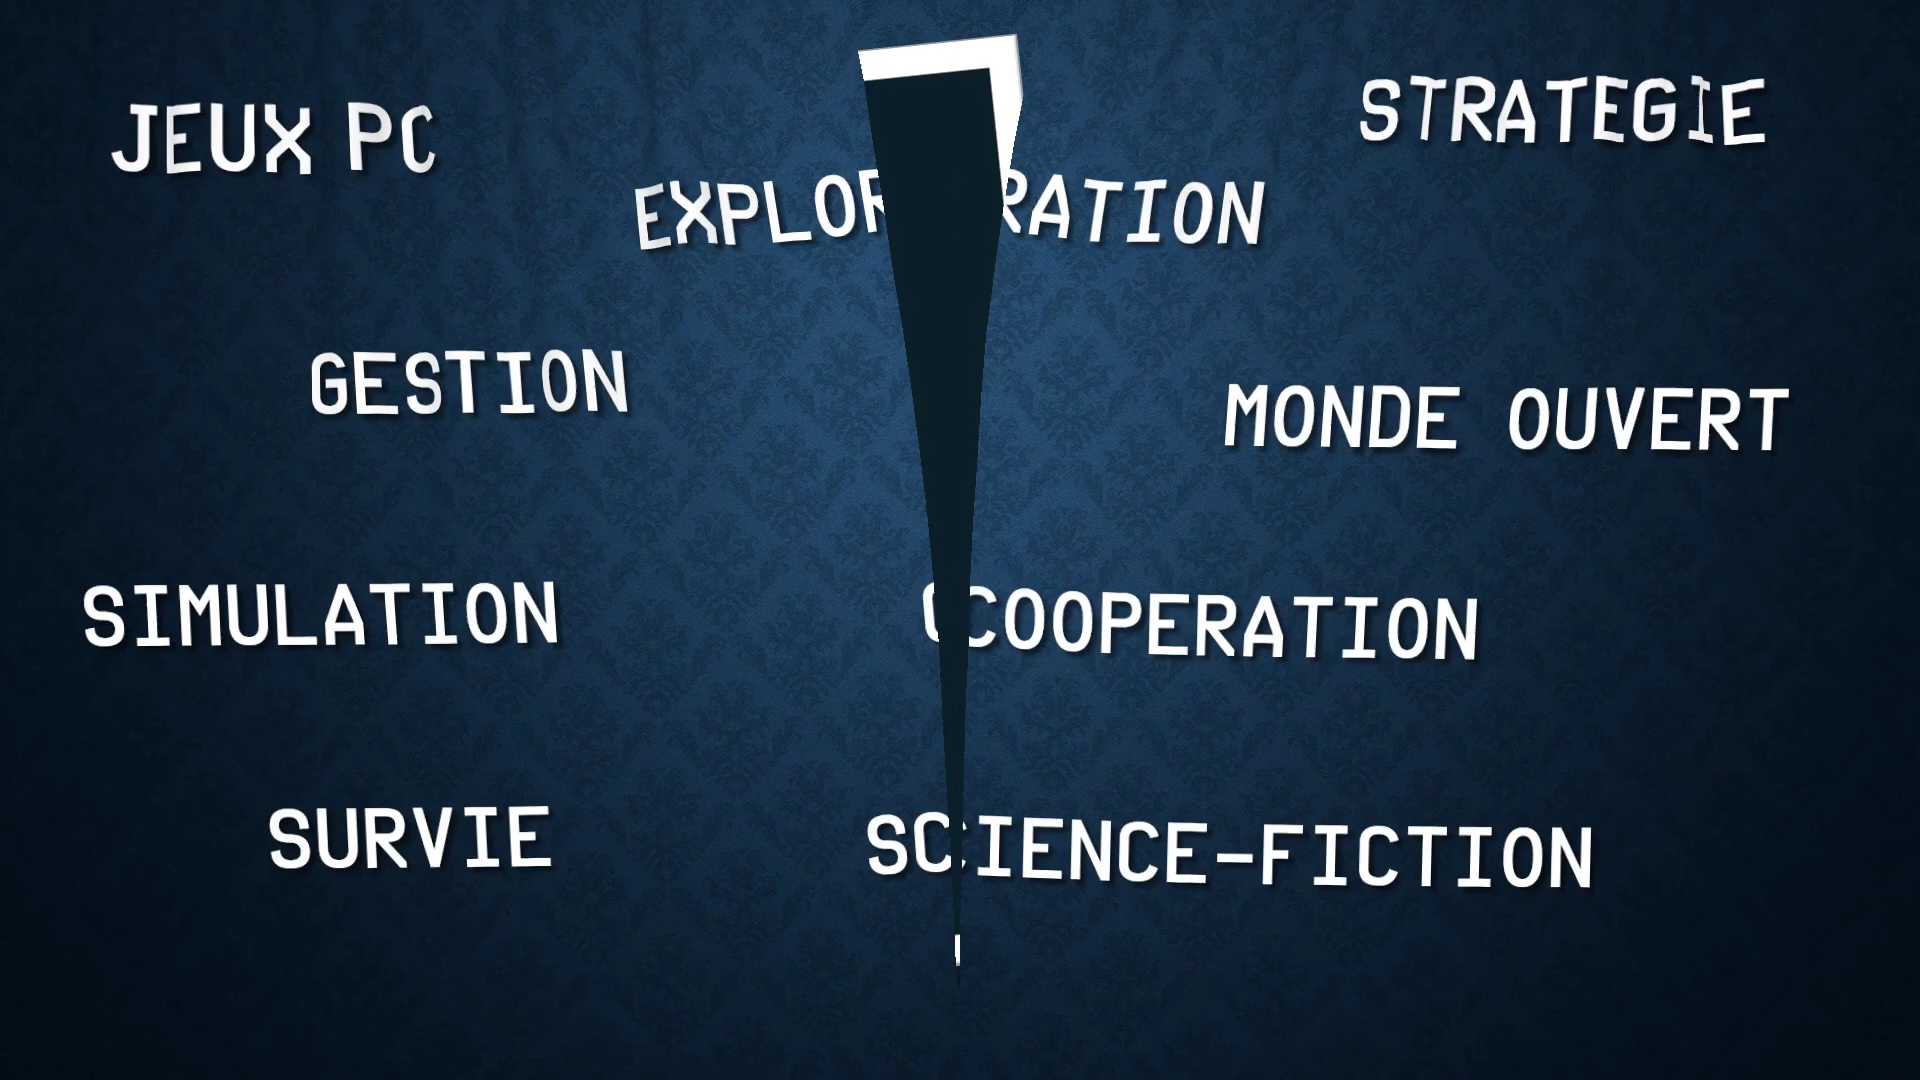 JEUX PC
STRATEGIE
EXPLORATION
GESTION
MONDE OUVERT
SIMULATION
COOPERATION
SURVIE
SCIENCE-FICTION